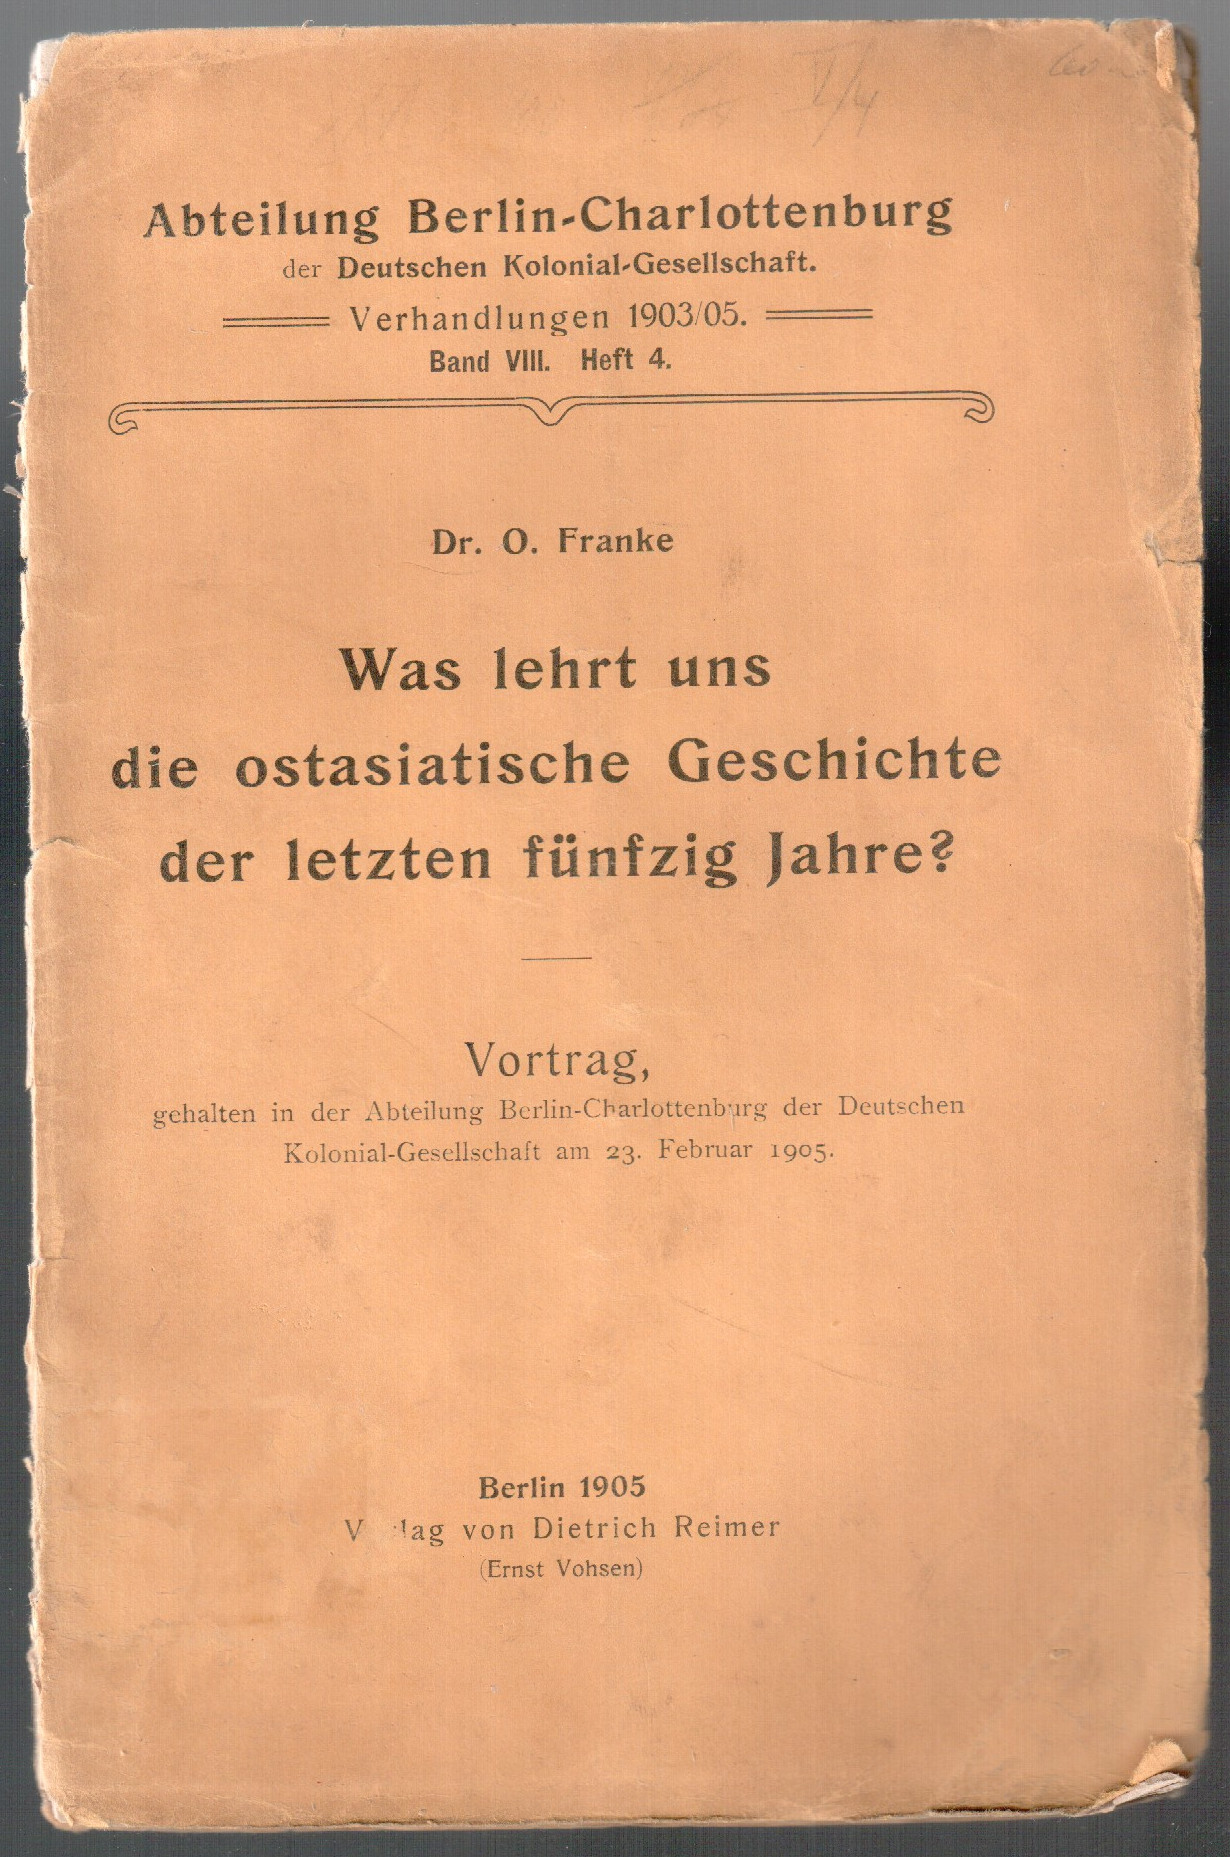 V/4
Abteilung Berlin-Charlottenburg
der Deutschen Kolonial-Gesellschaft.
Verhandlungen 1903/05.
Band VIII. Heft 4.
Dr. O. Franke
Was lehrt uns
die ostasiatische Geschichte
der letzten fünfzig Jahre?
Vortrag,
gehalten in der Abteilung Berlin-Charlottenburg der Deutschen
Kolonial-Gesellschaft am 23. Februar 1905.
Berlin 1905
V lag von Dietrich Reimer
(Ernst Vohsen)